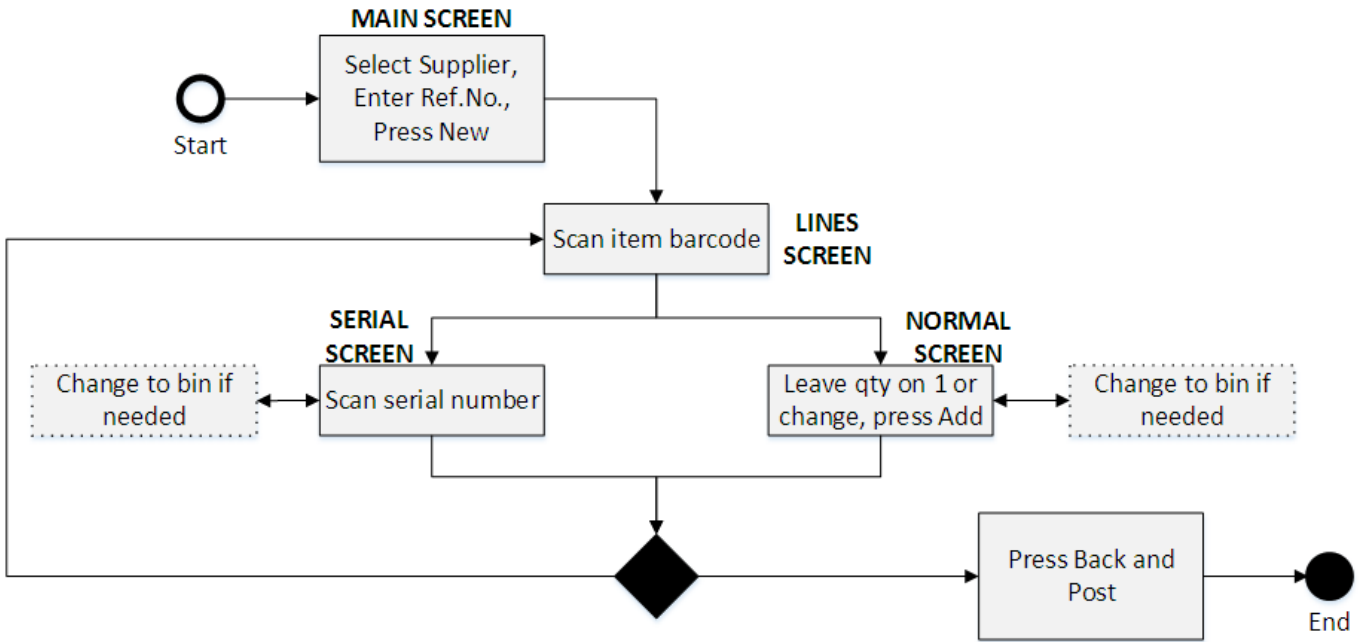 MAIN SCREEN
Select Supplier,
Enter Ref.No.,
Press New
Start
Scan item barcode
LINES
SCREEN
SERIAL
SCREEN
NORMAL
SCREEN
Change to bin if
needed
Scan serial number
Leave qty on 1 or
change, press Add
Change to bin if
needed
Press Back and
Post
End